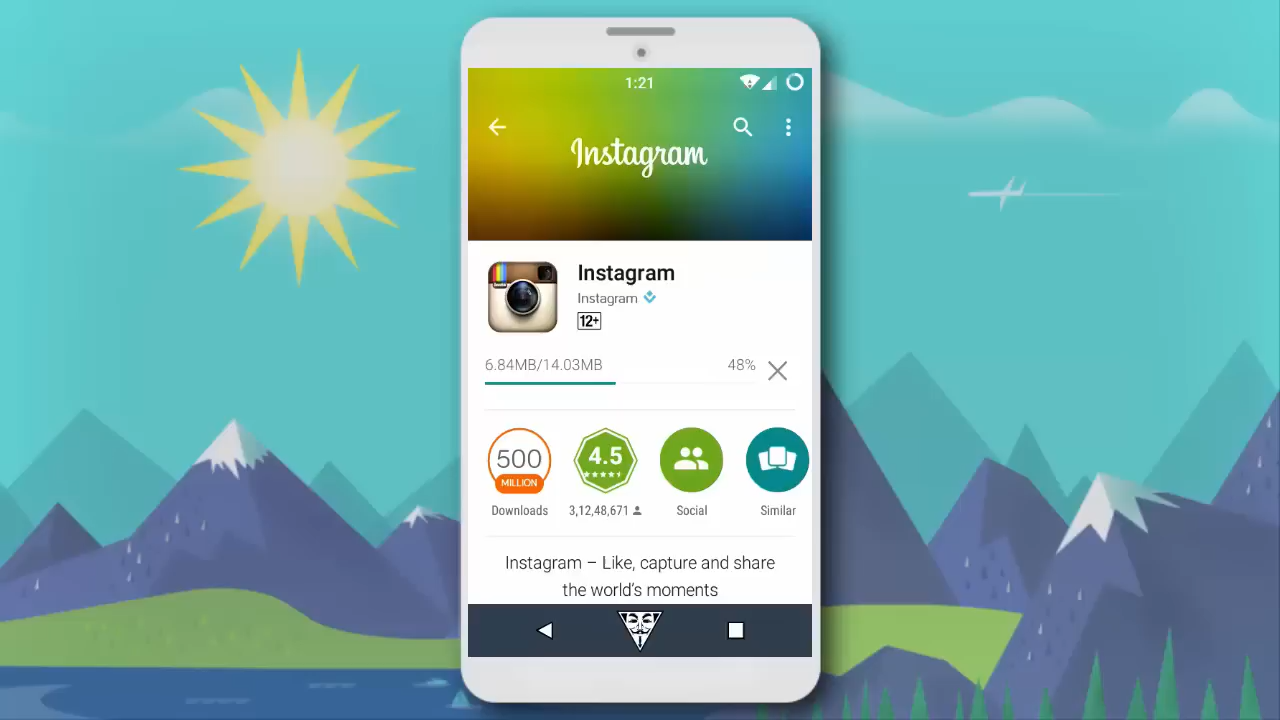 1:21
Instagram
Instagram
Instagram
12+
6.84MB/14.03MB 48%
500
MILLION
4.5
Downloads 3,12,48,671 Social Similar
Instagram – Like, capture and share
the world's moments